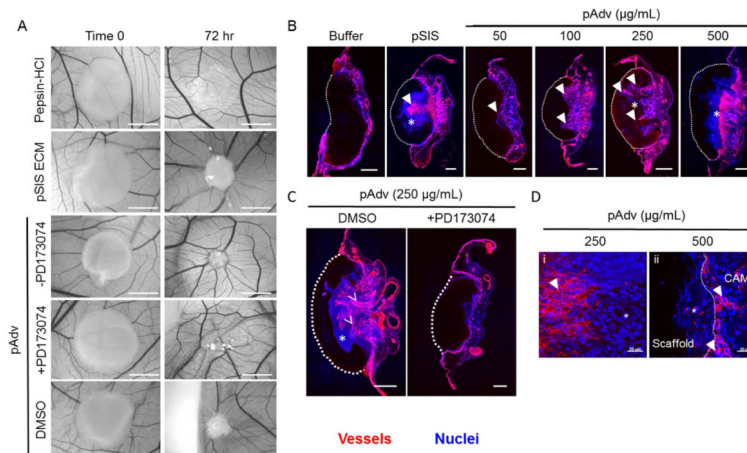 A
Time 0
72 hr
Pepsin-HCl
pSIS ECM
pAdv
-PD173074
+PD173074
DMSO
B
pAdv (µg/mL)
Buffer
pSIS
50
100
250
500
*
*
*
C
pAdv (250 µg/mL)
DMSO
+PD173074
*
Vessels
Nuclei
D
pAdv (µg/mL)
250
500
i
*
ii
CAM
*
Scaffold